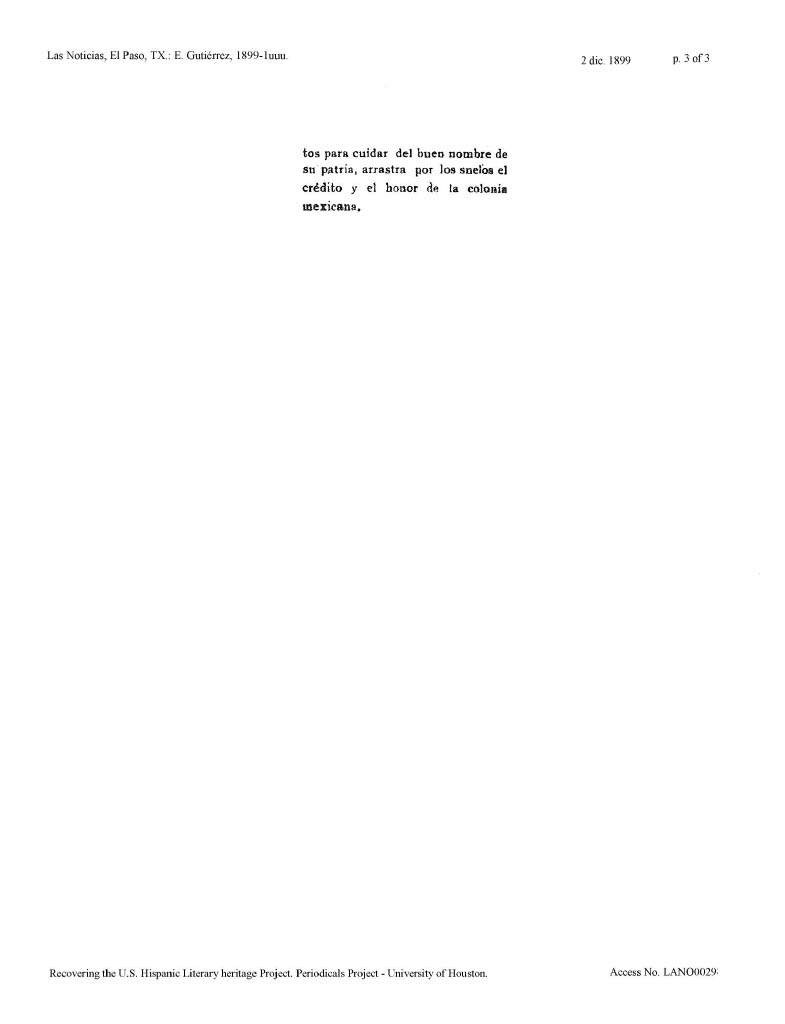 Las Noticias, El Paso, TX.: E. Gutiérrez, 1899-1uuu.
2 dic. 1899
p. 3 of 3
tos para cuidar del buen nombre de
su patria, arrastra por los suelos el
crédito y el honor de la colonia
mexicana.
Recovering the U.S. Hispanic Literary heritage Project. Periodicals Project - University of Houston.
Access No. LANO0029